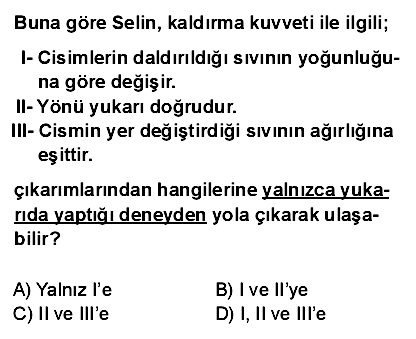 Buna göre Selin, kaldırma kuvveti ile ilgili;
I- Cisimlerin daldırıldığı sıvının yoğunluğu-
na göre değişir.
II- Yönü yukarı doğrudur.
III- Cismin yer değiştirdiği sıvının ağırlığına
eşittir.
çıkarımlarından hangilerine yalnızca yuka-
rıda yaptığı deneyden yola çıkarak ulaşa-
bilir?
A) Yalnız I’e B) I ve II’ye
C) II ve III’e D) I, II ve III’e